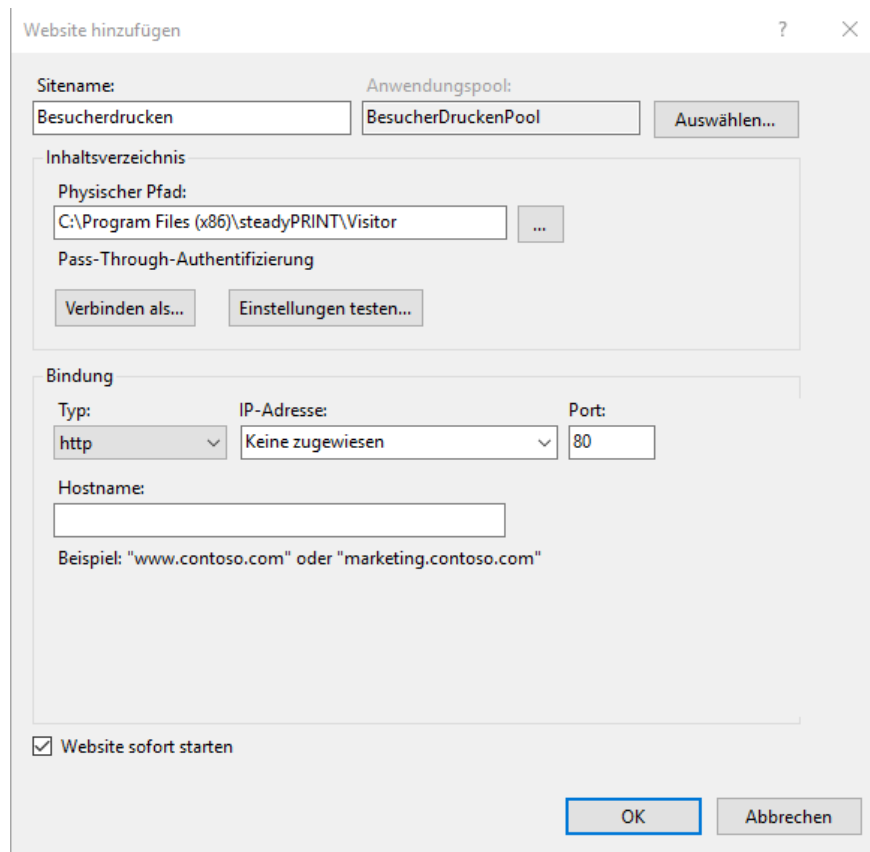 Website hinzufügen ?
Sitename: Anwendungspool:
Besucherdrucken BesucherDruckenPool Auswählen...
Inhaltsverzeichnis
Physischer Pfad:
C:\Program Files (x86)\steadyPRINT\Visitor ...
Pass-Through-Authentifizierung
Verbinden als... Einstellungen testen...
Bindung
Typ: IP-Adresse: Port:
http Keine zugewiesen 80
Hostname:
Beispiel: "www.contoso.com" oder "marketing.contoso.com"
Website sofort starten
OK Abbrechen